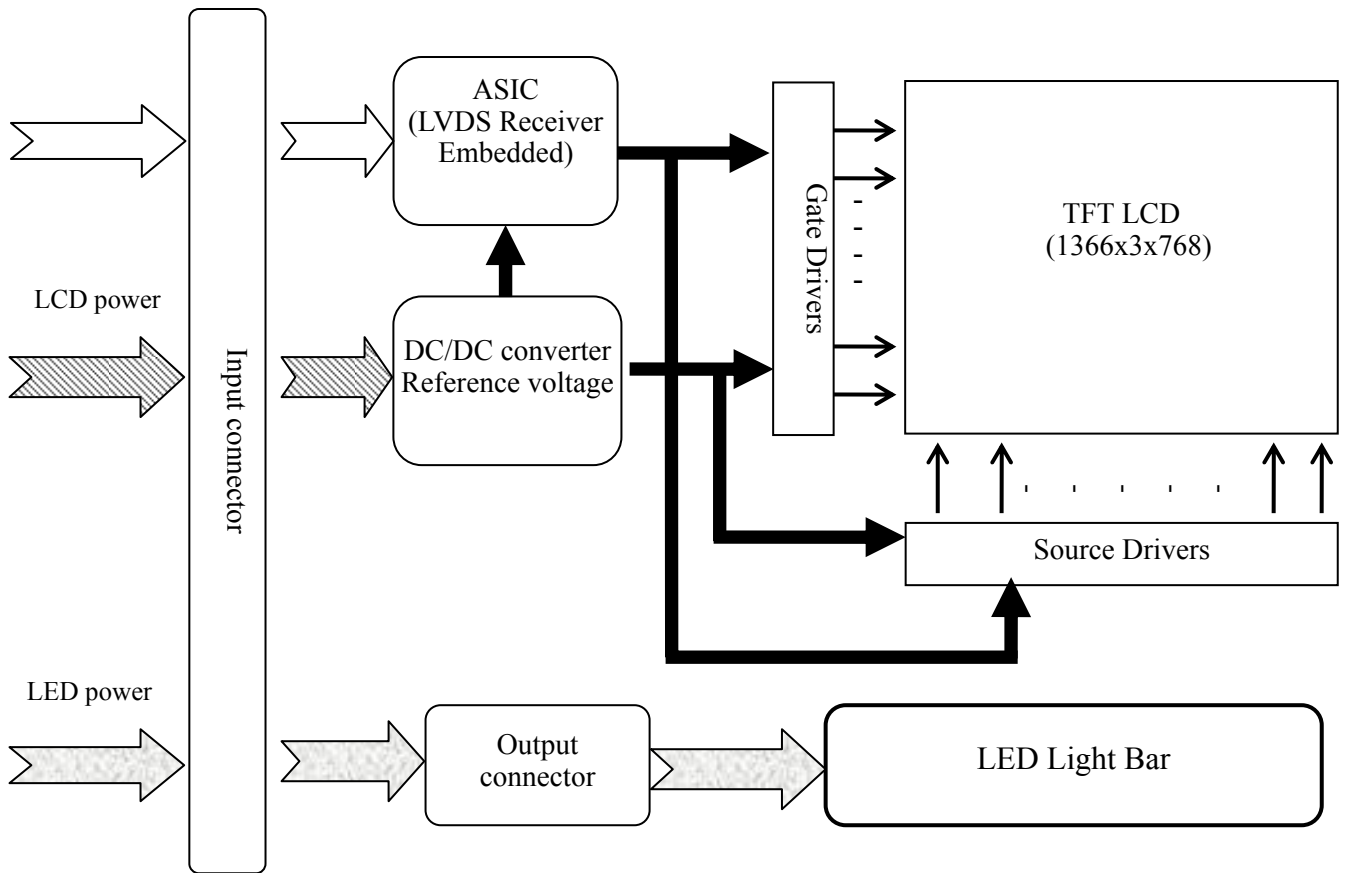 ASIC
(LVDS Receiver
Embedded)
Gate Drivers
TFT LCD
(1366x3x768)
LCD power
Input connector
DC/DC converter
Reference voltage
Source Drivers
LED power
Output
connector
LED Light Bar